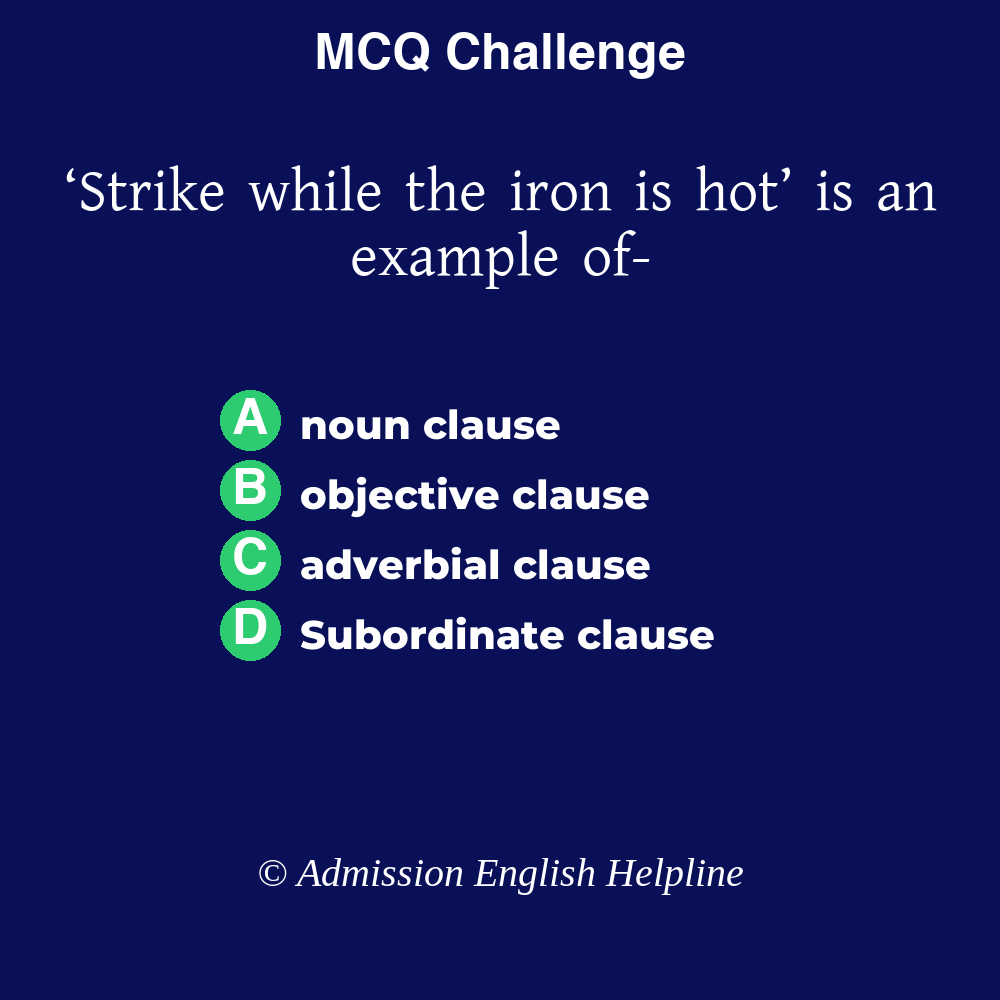 MCQ Challenge
‘Strike while the iron is hot’ is an
example of-
A noun clause
B objective clause
C adverbial clause
D Subordinate clause
© Admission English Helpline